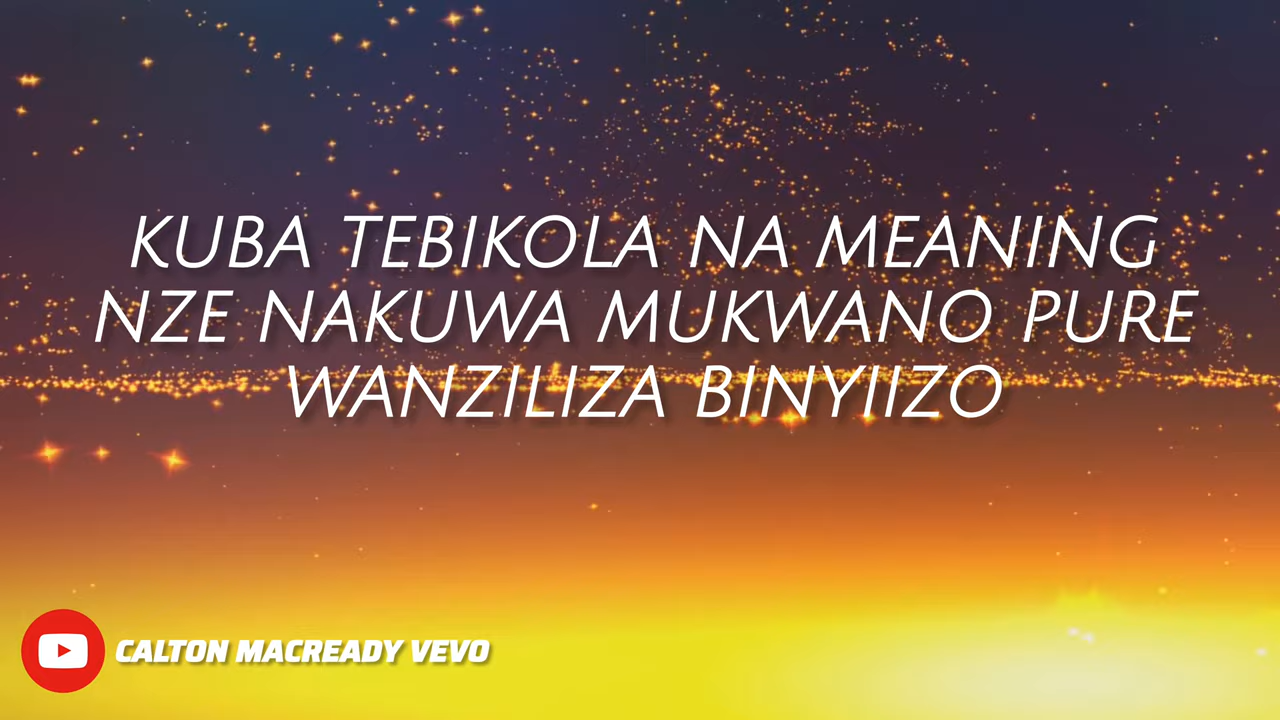 KUBA TEBIKOLA NA MEANING
NZE NAKUWA MUKWANO PURE
WANZILIZA BINYIIZO
CALTON MACREADY VEVO